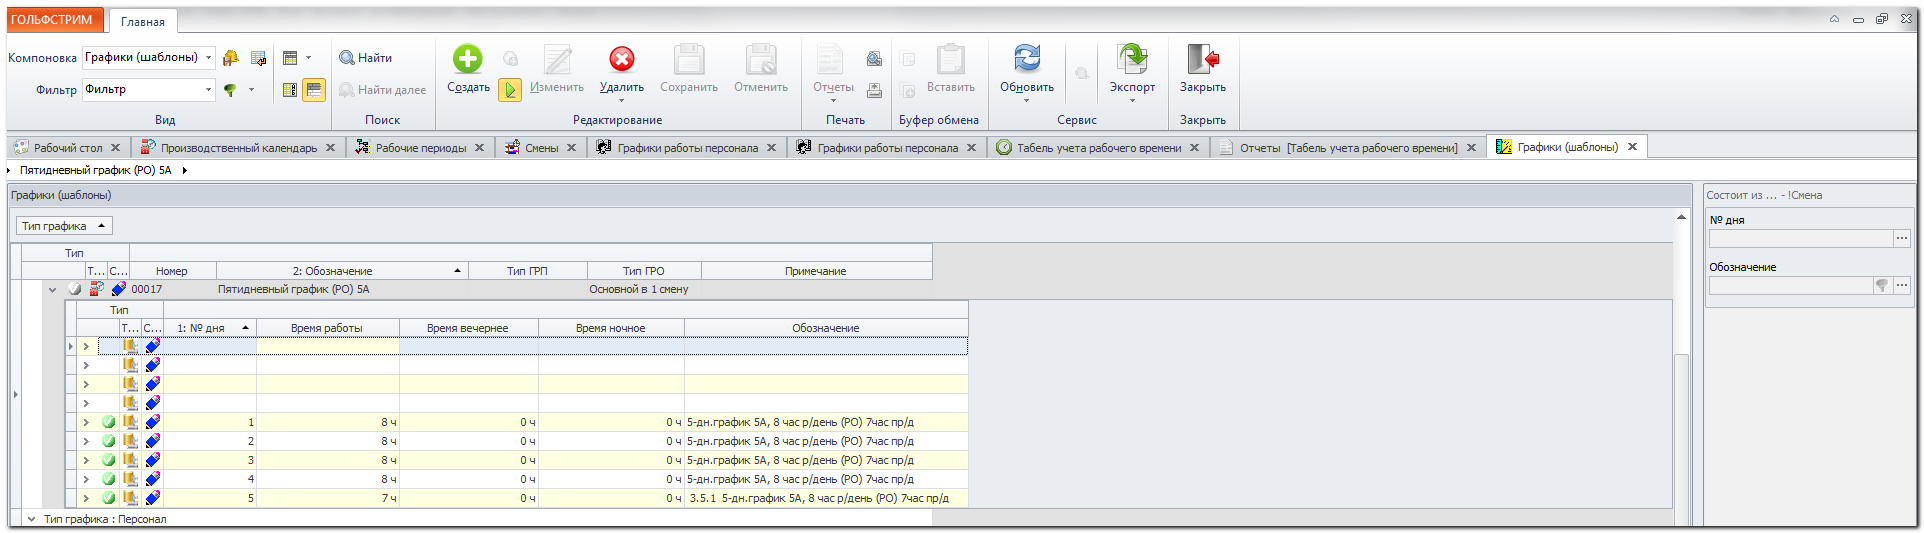 ГОЛЬФСТРИМ Главная
Компоновка Графики (шаблоны) Найти Создать Изменить Удалить Сохранить Отменить Отчеты Вставить Обновить Экспорт Закрыть
Фильтр Фильтр Найти далее
Вид Поиск Редактирование Печать Буфер обмена Сервис Закрыть
Рабочий стол Производственный календарь Рабочие периоды Смены Графики работы персонала Графики работы персонала Табель учета рабочего времени Отчеты [Табель учета рабочего времени] Графики (шаблоны)
Пятидневный график (РО) 5А
Графики (шаблоны) Состоит из ... - !Смена
Тип графика № дня
Тип
Т... С... Номер 2: Обозначение Тип ГРП Тип ГРО Примечание Обозначение
00017 Пятидневный график (РО) 5А Основной в 1 смену
Тип
Т... С... 1: № дня Время работы Время вечернее Время ночное Обозначение
1 8 ч 0 ч 0 ч 5-дн.график 5А, 8 час р/день (РО) 7час пр/д
2 8 ч 0 ч 0 ч 5-дн.график 5А, 8 час р/день (РО) 7час пр/д
3 8 ч 0 ч 0 ч 5-дн.график 5А, 8 час р/день (РО) 7час пр/д
4 8 ч 0 ч 0 ч 5-дн.график 5А, 8 час р/день (РО) 7час пр/д
5 7 ч 0 ч 0 ч 3.5.1 5-дн.график 5А, 8 час р/день (РО) 7час пр/д
Тип графика : Персонал